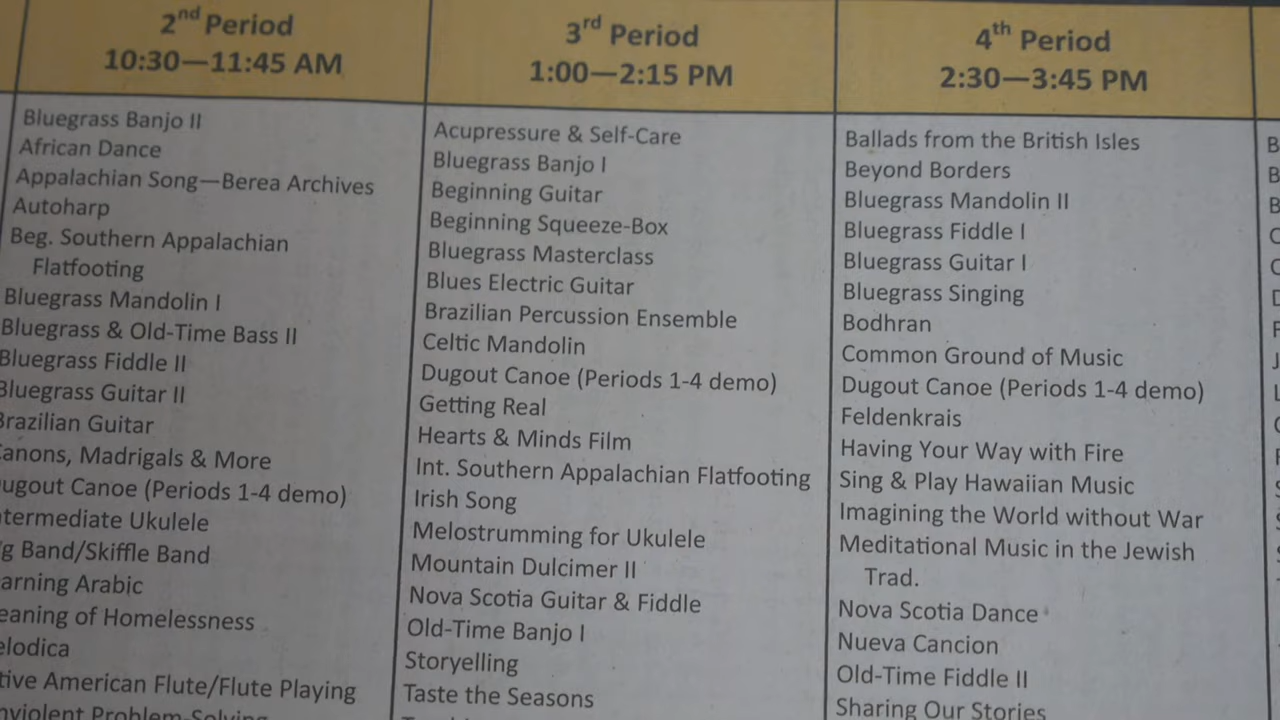 2nd Period
10:30—11:45 AM
Bluegrass Banjo II
African Dance
Appalachian Song—Berea Archives
Autoharp
Beg. Southern Appalachian
Flatfooting
Bluegrass Mandolin I
Bluegrass & Old-Time Bass II
Bluegrass Fiddle II
Bluegrass Guitar II
Brazilian Guitar
Canons, Madrigals & More
Dugout Canoe (Periods 1-4 demo)
Intermediate Ukulele
Band/Skiffle Band
Arabic
of Homelessness
American Flute/Flute Playing
Problem-Solving
3rd Period
1:00—2:15 PM
Acupressure & Self-Care
Bluegrass Banjo I
Beginning Guitar
Beginning Squeeze-Box
Bluegrass Masterclass
Blues Electric Guitar
Brazilian Percussion Ensemble
Celtic Mandolin
Dugout Canoe (Periods 1-4 demo)
Getting Real
Hearts & Minds Film
Int. Southern Appalachian Flatfooting
Irish Song
Melostrumming for Ukulele
Mountain Dulcimer II
Nova Scotia Guitar & Fiddle
Old-Time Banjo I
Storyelling
Taste the Seasons
4th Period
2:30—3:45 PM
Ballads from the British Isles
Beyond Borders
Bluegrass Mandolin II
Bluegrass Fiddle I
Bluegrass Guitar I
Bluegrass Singing
Bodhran
Common Ground of Music
Dugout Canoe (Periods 1-4 demo)
Feldenkrais
Having Your Way with Fire
Sing & Play Hawaiian Music
Imagining the World without War
Meditational Music in the Jewish
Trad.
Nova Scotia Dance
Nueva Cancion
Old-Time Fiddle II
Sharing Our Stories